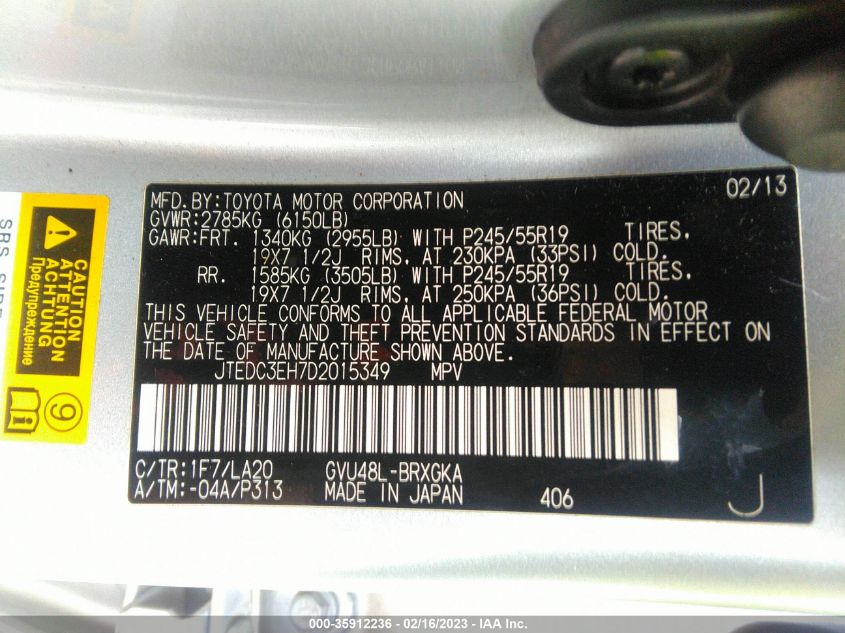 MFD. BY: TOYOTA MOTOR CORPORATION 02/13
GVWR: 2785KG (6150LB)
GAWR: FRT. 1340KG (2955LB) WITH P245/55R19 TIRES.
19X7 1/2J RIMS. AT 230KPA (33PSI) COLD.
RR. 1585KG (3505LB) WITH P245/55R19 TIRES.
19X7 1/2J RIMS. AT 250KPA (36PSI) COLD.
THIS VEHICLE CONFORMS TO ALL APPLICABLE FEDERAL MOTOR
VEHICLE SAFETY AND THEFT PREVENTION STANDARDS IN EFFECT ON
THE DATE OF MANUFACTURE SHOWN ABOVE.
JTEDC3EH7D2015349 MPV
C/TR: 1F7/LA20 GVU48L-BRXGKA
A/TM: -04A/P313 MADE IN JAPAN 406 J
CAUTION
ATTENTION
ACHTUNG
Предупреждение
9
SRS
000-35912236 - 02/16/2023 - IAA Inc.